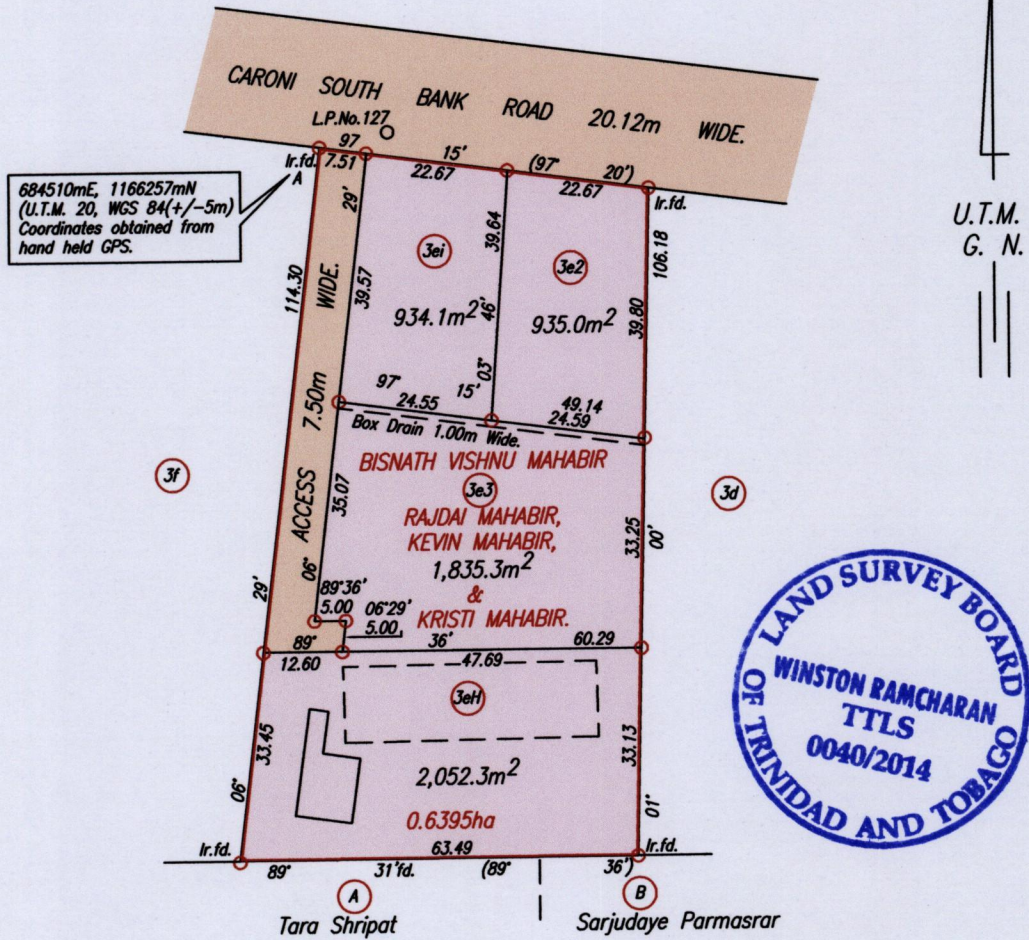 CARONI SOUTH BANK ROAD 20.12m WIDE.
L.P.No.127
97° 15' (97° 20')
Ir.fd. 7.51 22.67 22.67 Ir.fd.
A
684510mE, 1166257mN
(U.T.M. 20, WGS 84(+/-5m)
Coordinates obtained from
hand held GPS.
U.T.M.
G. N.
29'
39.64
106.18
3ei
3e2
114.30
ACCESS 7.50m WIDE.
39.57
934.1m²
46'
935.0m²
39.80
97° 15' 03°
24.55
49.14
24.59
Box Drain 1.00m Wide.
BISNATH VISHNU MAHABIR
3f
3e3
3d
35.07
RAJDAI MAHABIR,
KEVIN MAHABIR,
33.25
00'
06°
1,835.3m²
89°36'
&
5.00
06°29'
KRISTI MAHABIR.
29'
5.00
89° 36' 60.29
12.60 47.69
3eH
33.45
33.13
2,052.3m²
06°
0.6395ha
01°
Ir.fd. 63.49 Ir.fd.
89° 31'fd. (89° 36')
A
B
Tara Shripat
Sarjudaye Parmasrar
LAND SURVEY BOARD
WINSTON RAMCHARAN
TTLS
0040/2014
OF TRINIDAD AND TOBAGO